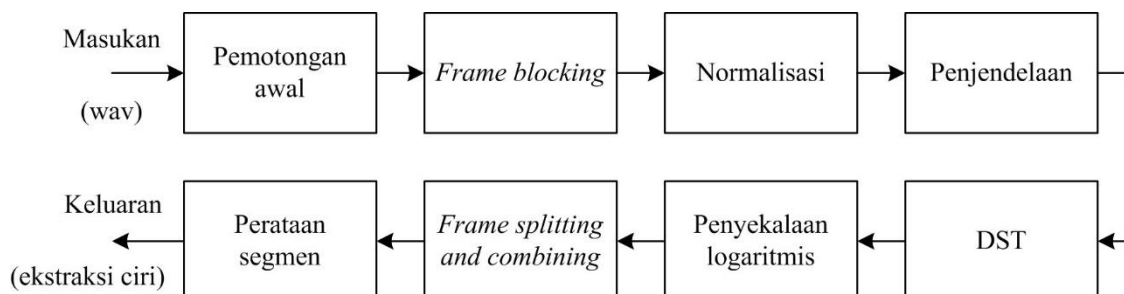 Masukan
(wav)
Pemotongan
awal
Frame blocking
Normalisasi
Penjendelaan
DST
Penyekalaan
logaritmis
Frame splitting
and combining
Perataan
segmen
Keluaran
(ekstraksi ciri)